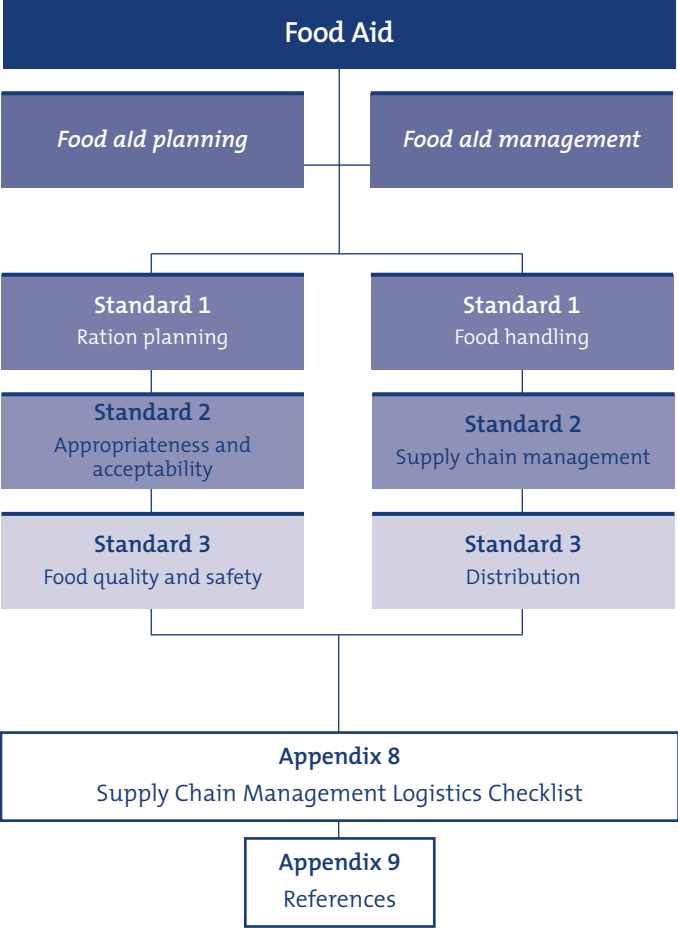 Food Aid
Food aId planning
Food aId management
Standard 1
Ration planning
Standard 1
Food handling
Standard 2
Appropriateness and
acceptability
Standard 2
Supply chain management
Standard 3
Food quality and safety
Standard 3
Distribution
Appendix 8
Supply Chain Management Logistics Checklist
Appendix 9
References